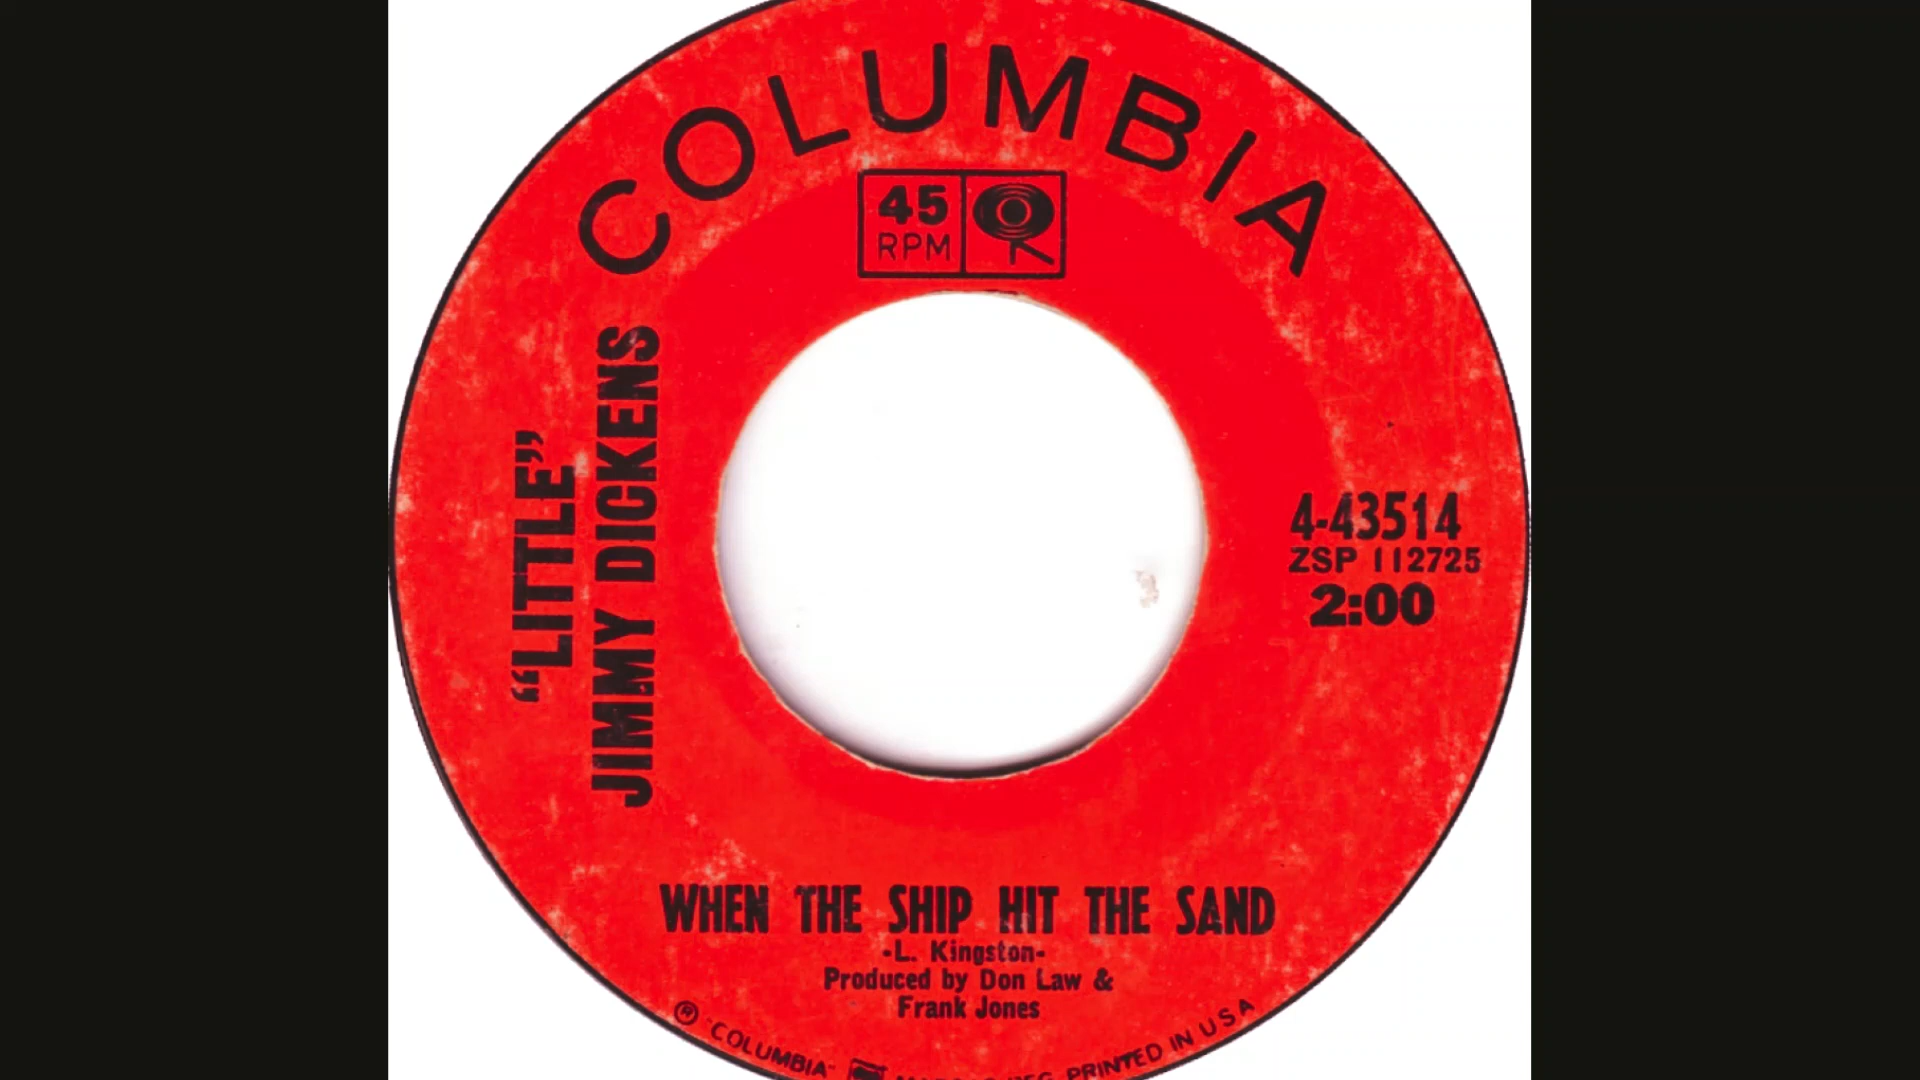 COLUMBIA
45
RPM
"LITTLE"
JIMMY DICKENS
4-43514
ZSP 112725
2:00
WHEN THE SHIP HIT THE SAND
-L. Kingston-
Produced by Don Law &
Frank Jones
® "COLUMBIA" PRINTED IN U S A